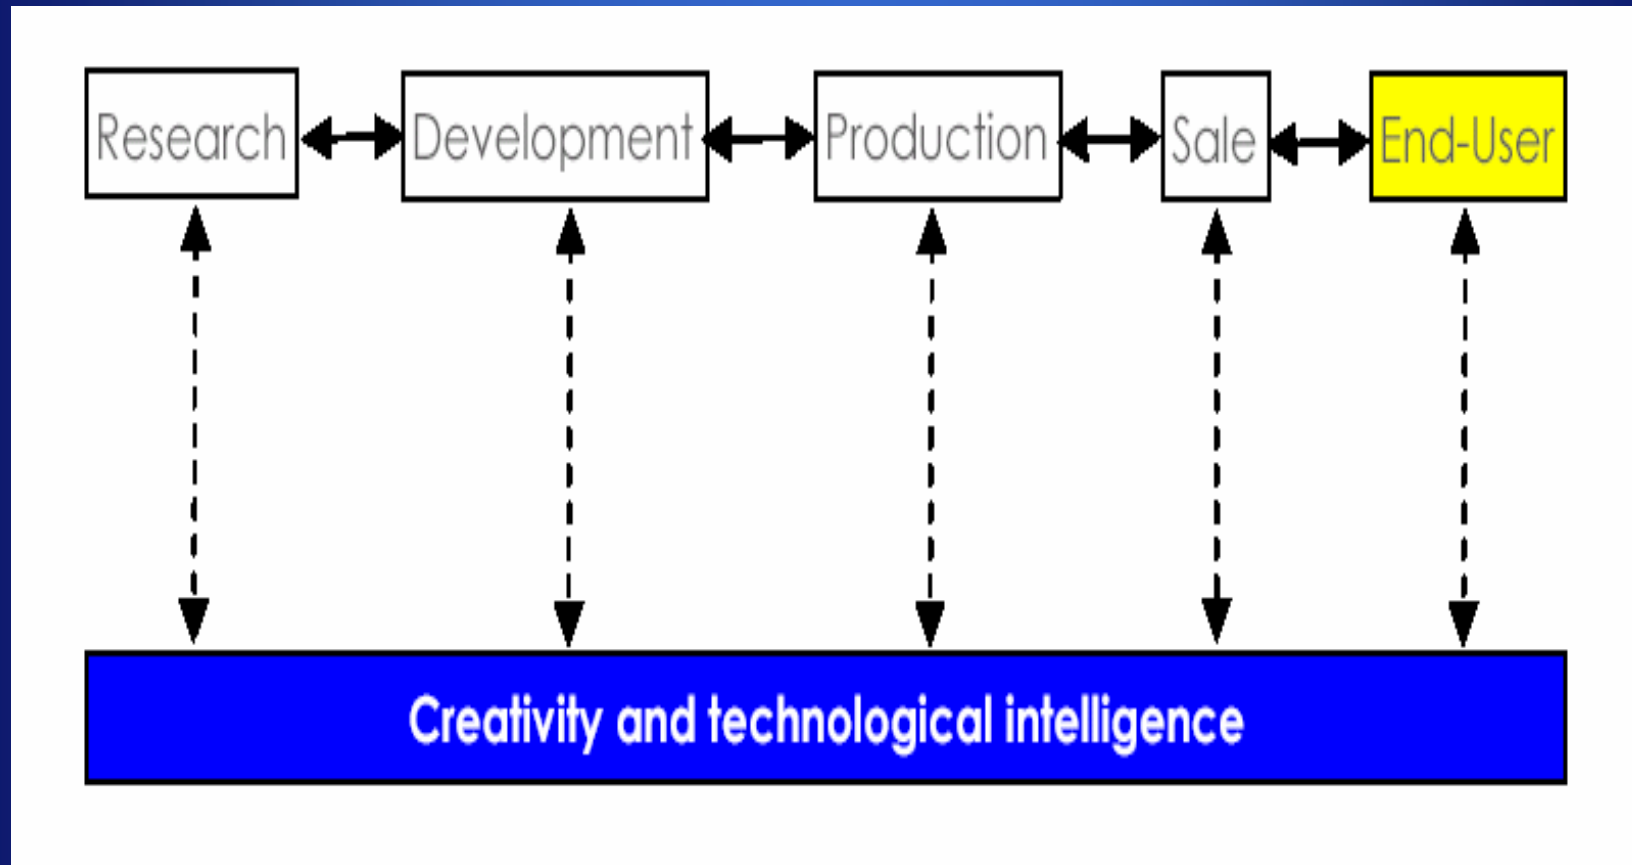 Research
Development
Production
Sale
End-User
Creativity and technological intelligence